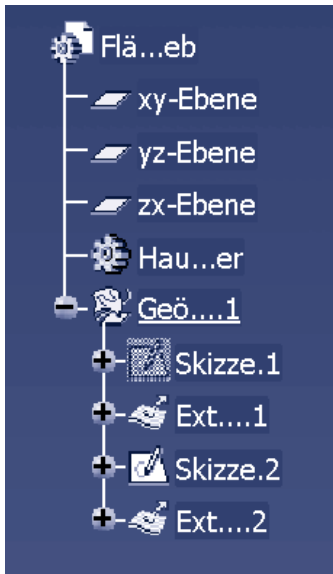 Flä...eb
xy-Ebene
yz-Ebene
zx-Ebene
Hau...er
Geö....1
Skizze.1
Ext....1
Skizze.2
Ext....2